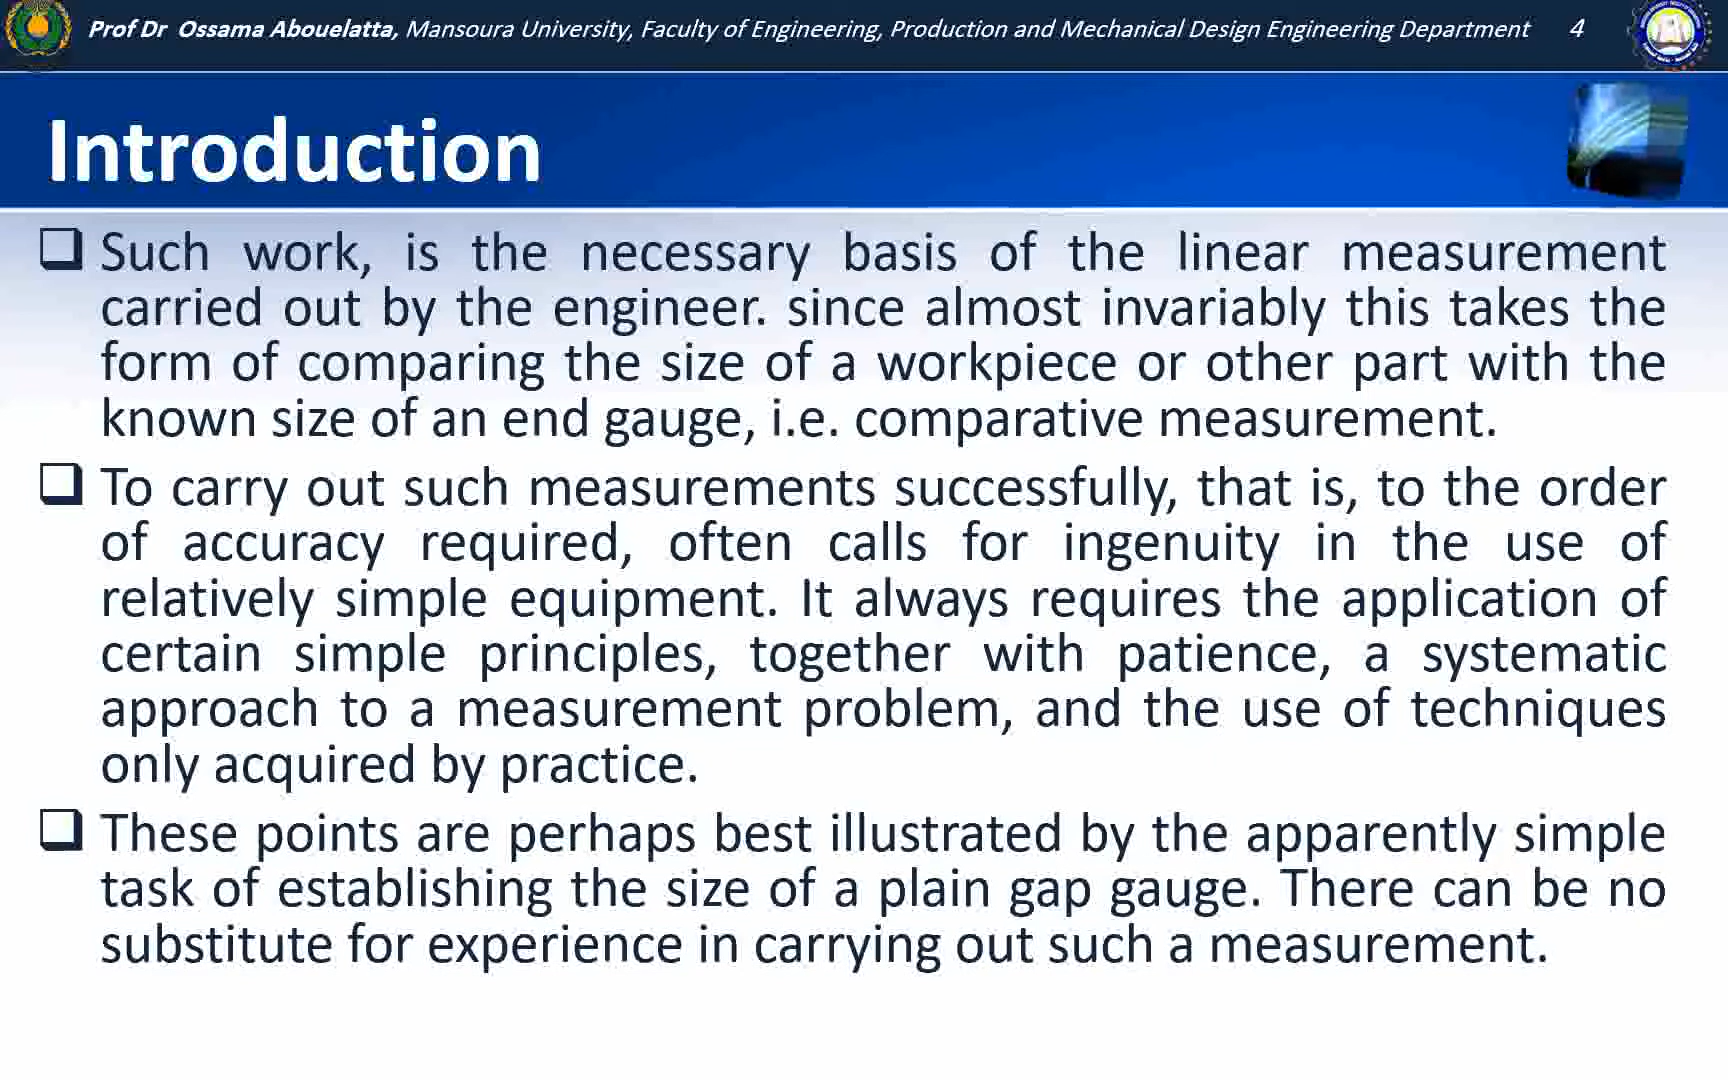 Prof Dr Ossama Abouelatta, Mansoura University, Faculty of Engineering, Production and Mechanical Design Engineering Department 4
Introduction
Such work, is the necessary basis of the linear measurement
carried out by the engineer. since almost invariably this takes the
form of comparing the size of a workpiece or other part with the
known size of an end gauge, i.e. comparative measurement.
To carry out such measurements successfully, that is, to the order
of accuracy required, often calls for ingenuity in the use of
relatively simple equipment. It always requires the application of
certain simple principles, together with patience, a systematic
approach to a measurement problem, and the use of techniques
only acquired by practice.
These points are perhaps best illustrated by the apparently simple
task of establishing the size of a plain gap gauge. There can be no
substitute for experience in carrying out such a measurement.